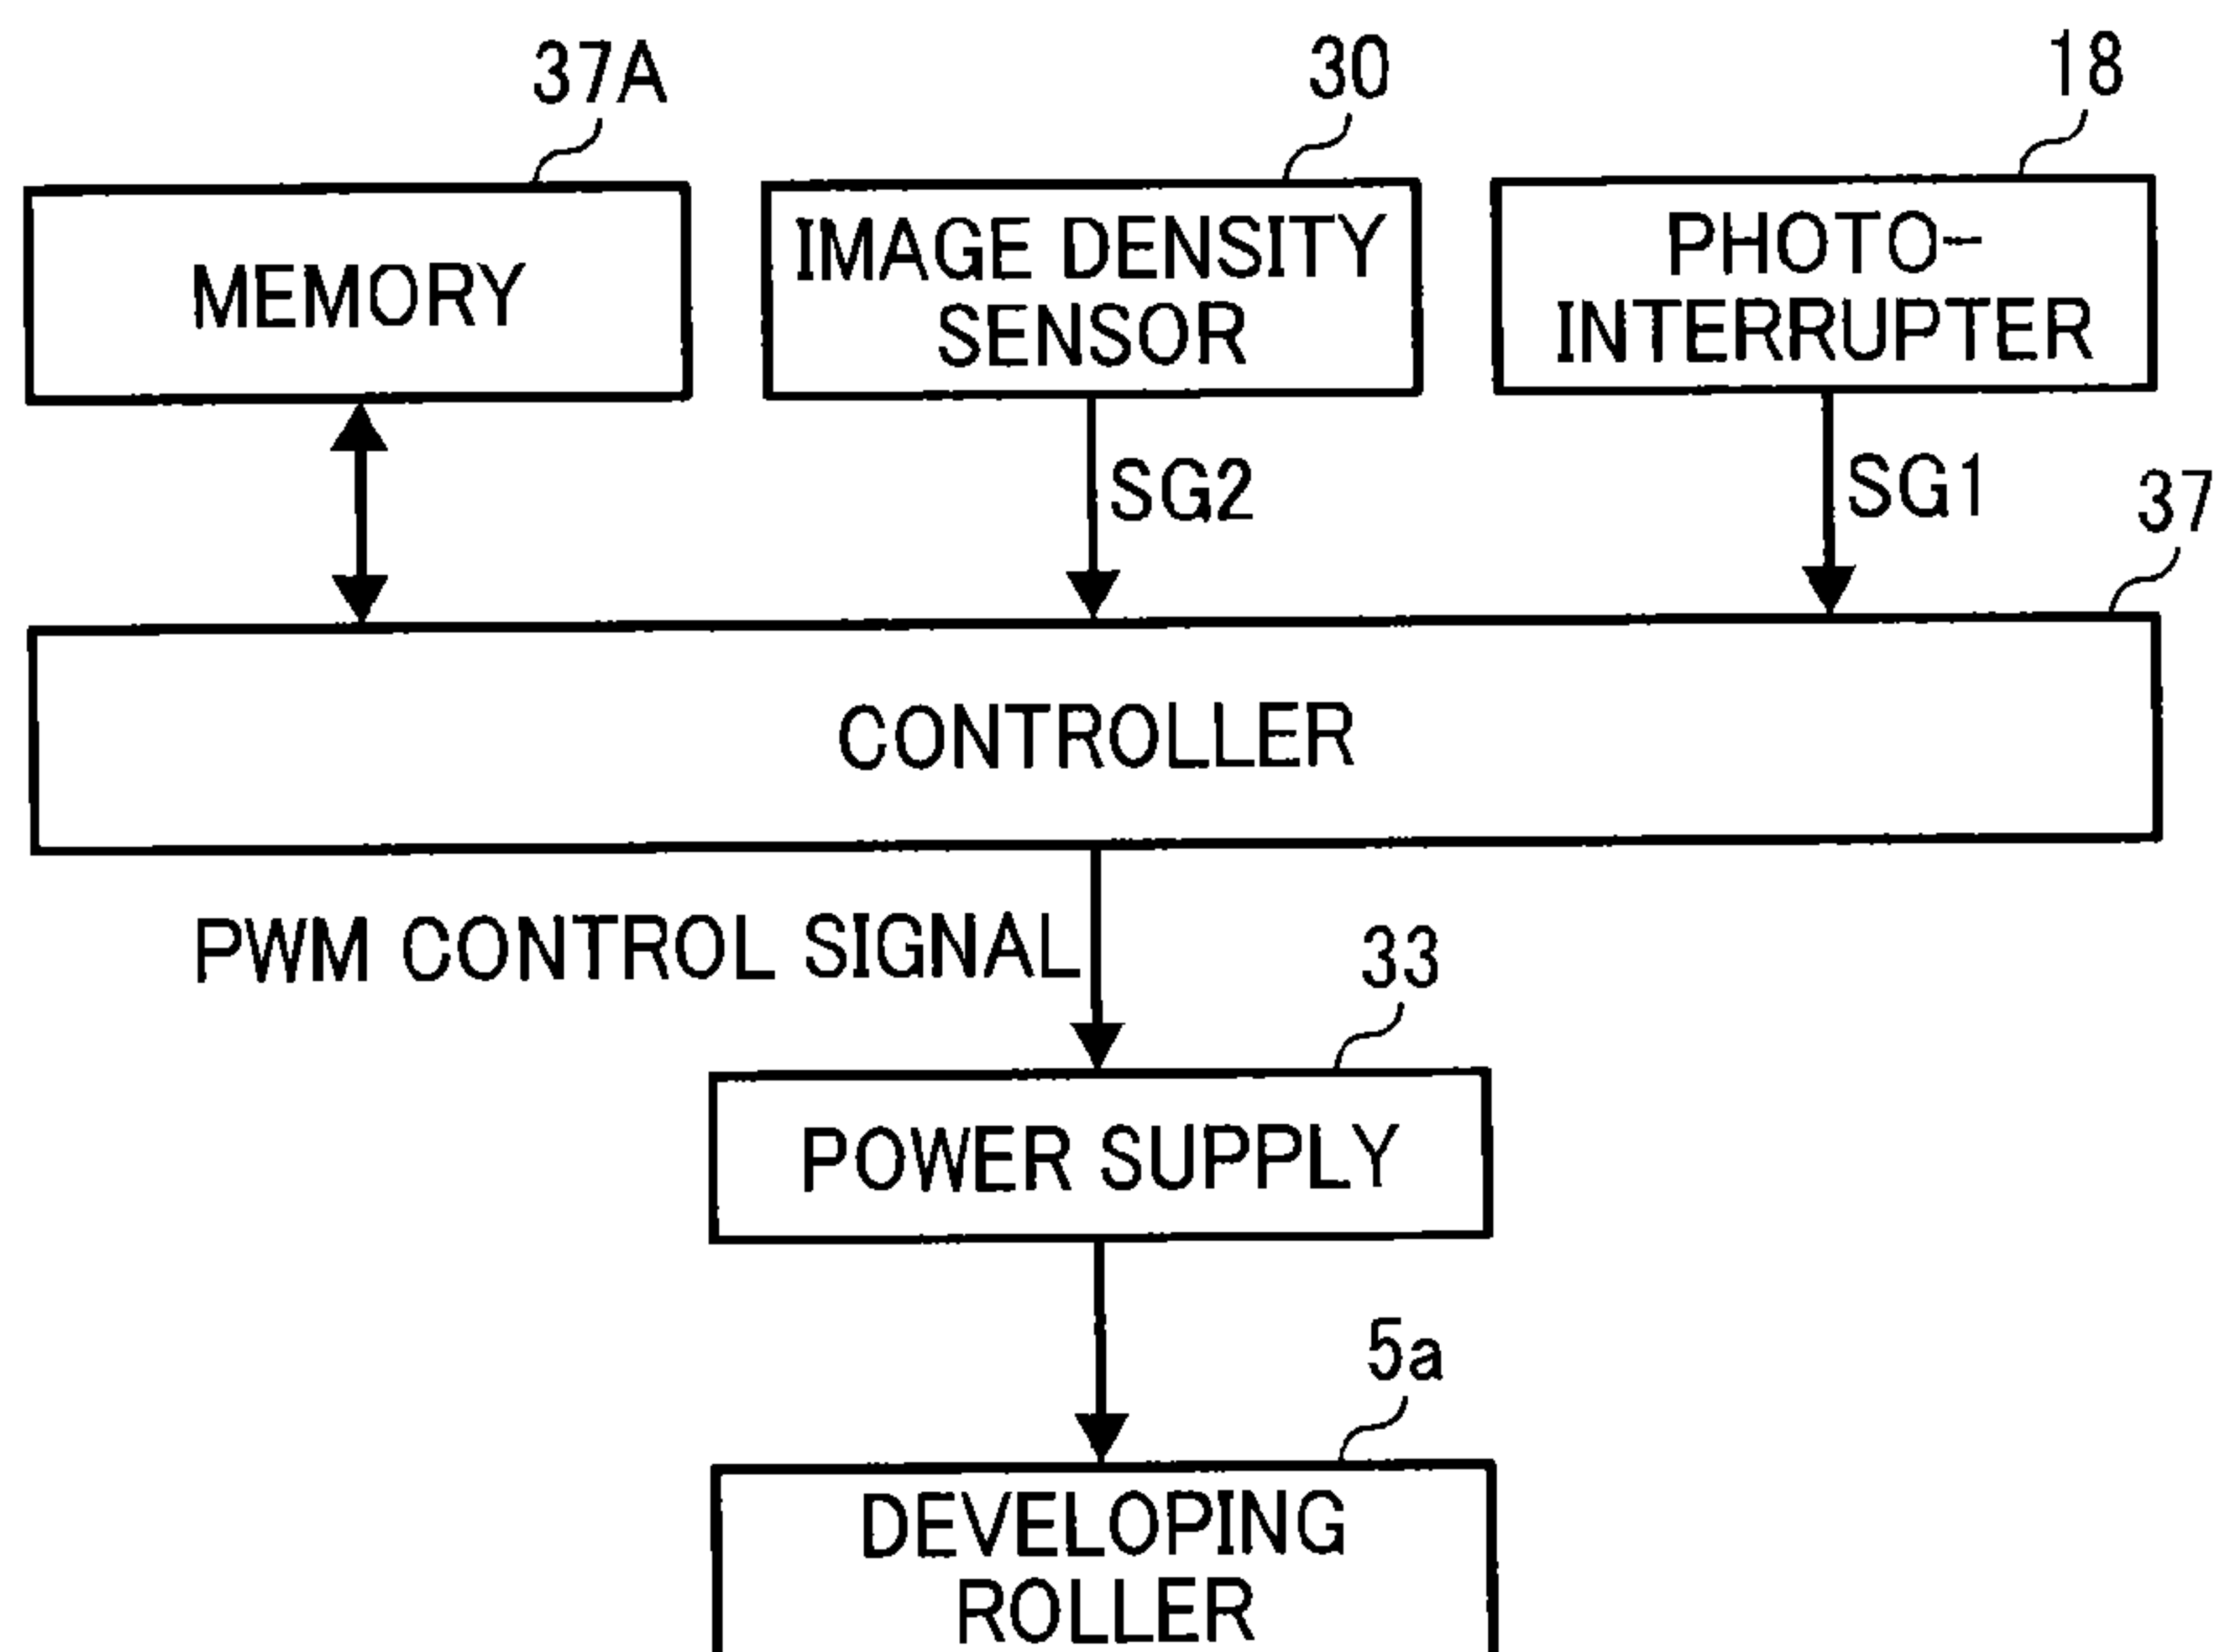 37A
30
18
MEMORY
IMAGE DENSITY
SENSOR
PHOTO-
INTERRUPTER
SG2
SG1
37
CONTROLLER
PWM CONTROL SIGNAL
33
POWER SUPPLY
5a
DEVELOPING
ROLLER